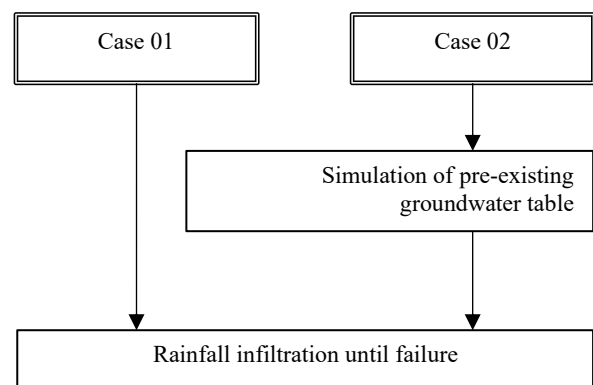 Case 01
Case 02
Simulation of pre-existing
groundwater table
Rainfall infiltration until failure